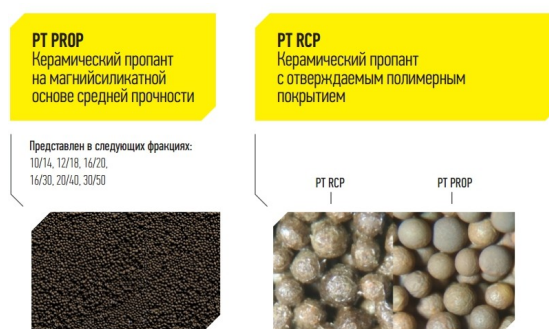 PT PROP
Керамический пропант
на магнийсиликатной
основе средней прочности
PT RCP
Керамический пропант
с отверждаемым полимерным
покрытием
Представлен в следующих фракциях:
10/14, 12/18, 16/20,
16/30, 20/40, 30/50
PT RCP
PT PROP